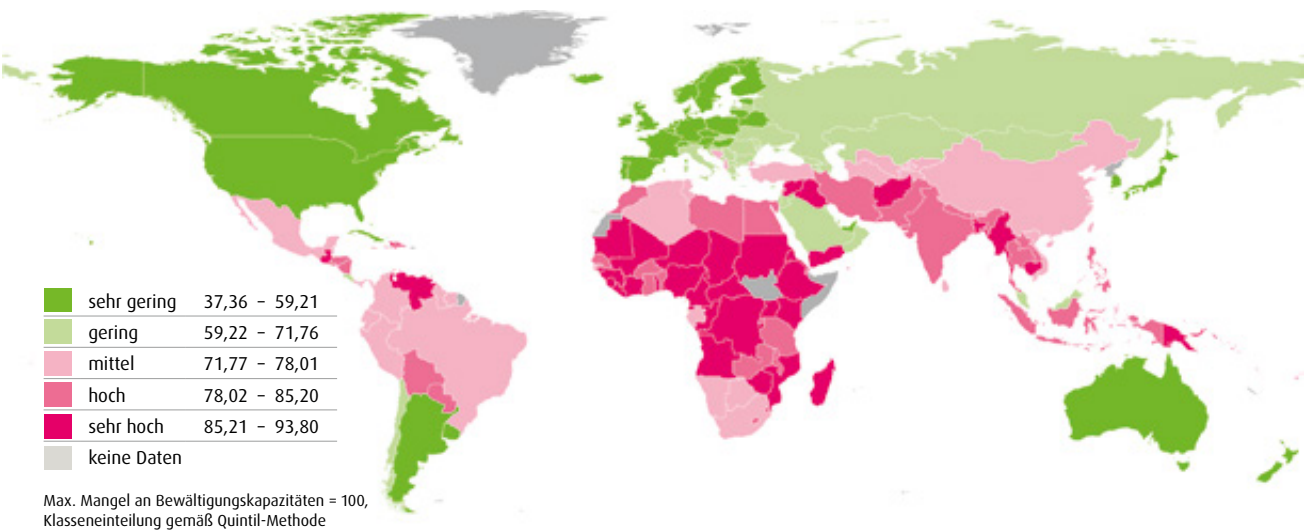 sehr gering 37,36 – 59,21
gering 59,22 – 71,76
mittel 71,77 – 78,01
hoch 78,02 – 85,20
sehr hoch 85,21 – 93,80
keine Daten
Max. Mangel an Bewältigungskapazitäten = 100,
Klasseneinteilung gemäß Quintil-Methode